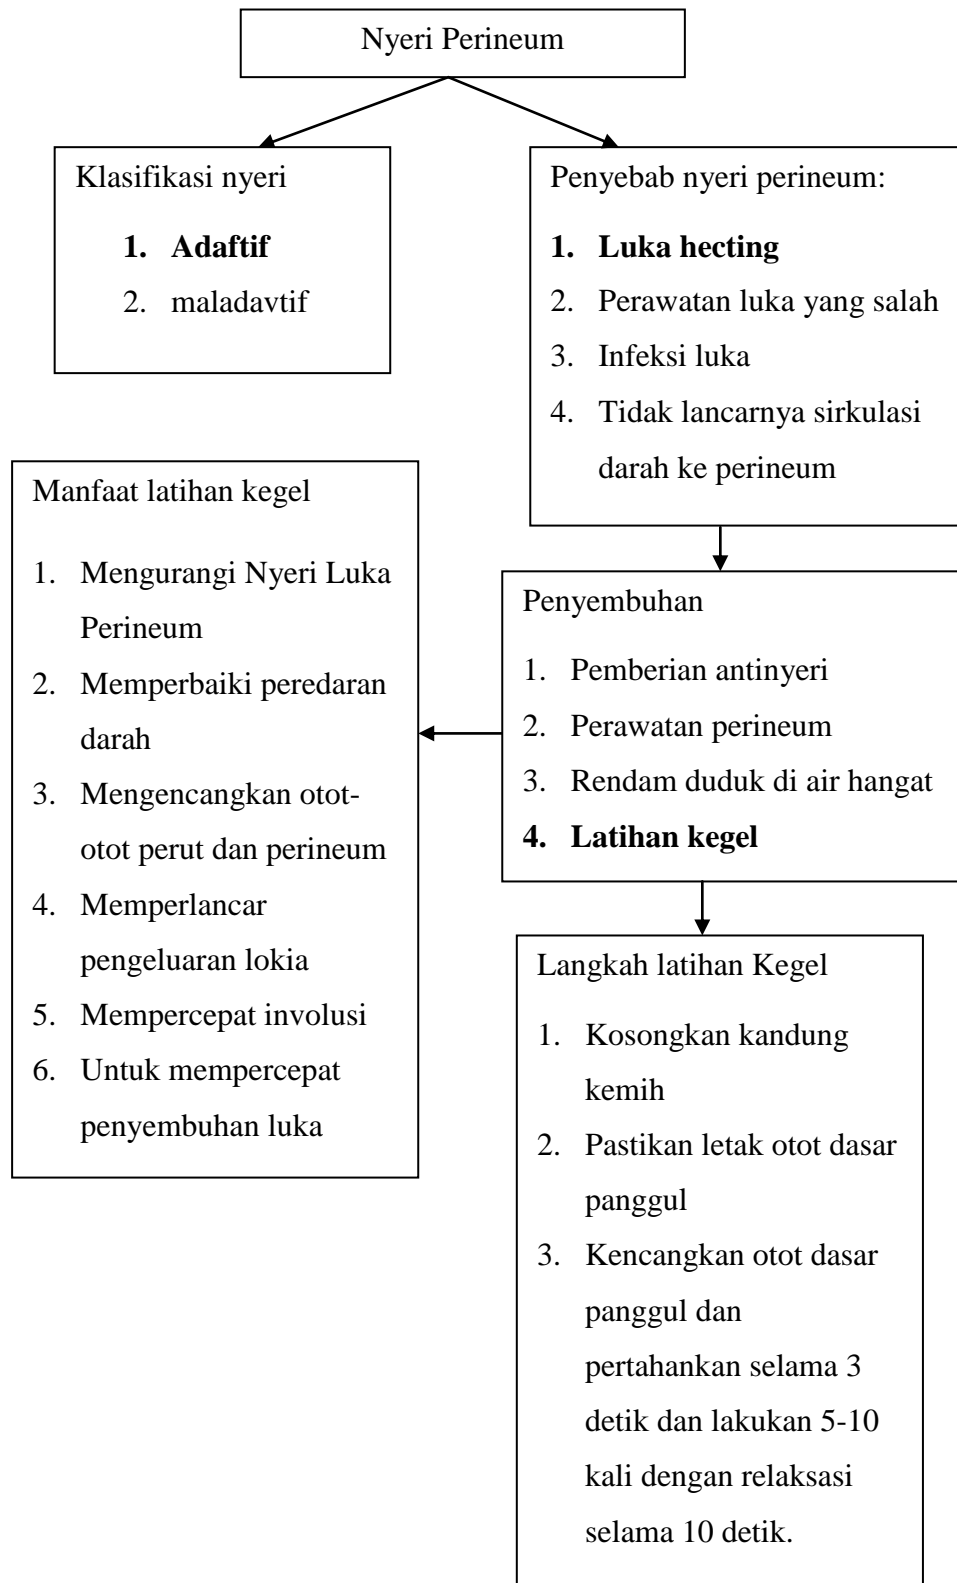 Nyeri Perineum
Klasifikasi nyeri
1. Adaftif
2. maladavtif
Penyebab nyeri perineum:
1. Luka hecting
2. Perawatan luka yang salah
3. Infeksi luka
4. Tidak lancarnya sirkulasi
darah ke perineum
Manfaat latihan kegel
1. Mengurangi Nyeri Luka
Perineum
2. Memperbaiki peredaran
darah
3. Mengencangkan otot-
otot perut dan perineum
4. Memperlancar
pengeluaran lokia
5. Mempercepat involusi
6. Untuk mempercepat
penyembuhan luka
Penyembuhan
1. Pemberian antinyeri
2. Perawatan perineum
3. Rendam duduk di air hangat
4. Latihan kegel
Langkah latihan Kegel
1. Kosongkan kandung
kemih
2. Pastikan letak otot dasar
panggul
3. Kencangkan otot dasar
panggul dan
pertahankan selama 3
detik dan lakukan 5-10
kali dengan relaksasi
selama 10 detik.